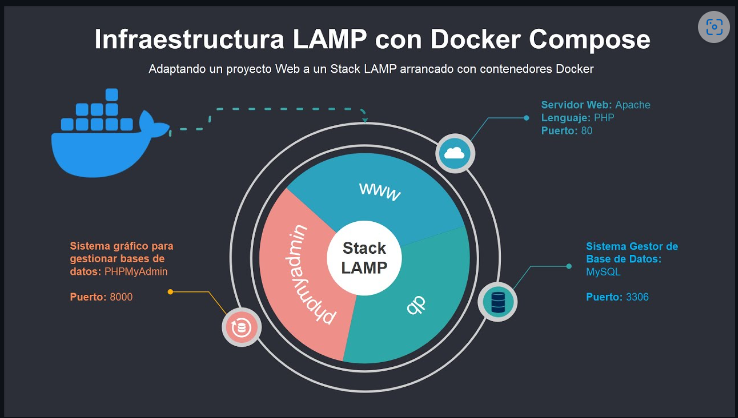 Infraestructura LAMP con Docker Compose
Adaptando un proyecto Web a un Stack LAMP arrancado con contenedores Docker
Servidor Web: Apache
Lenguaje: PHP
Puerto: 80
www
Stack
LAMP
phpmyadmin
db
Sistema gráfico para
gestionar bases de
datos: PHPMyAdmin
Puerto: 8000
Sistema Gestor de
Base de Datos:
MySQL
Puerto: 3306